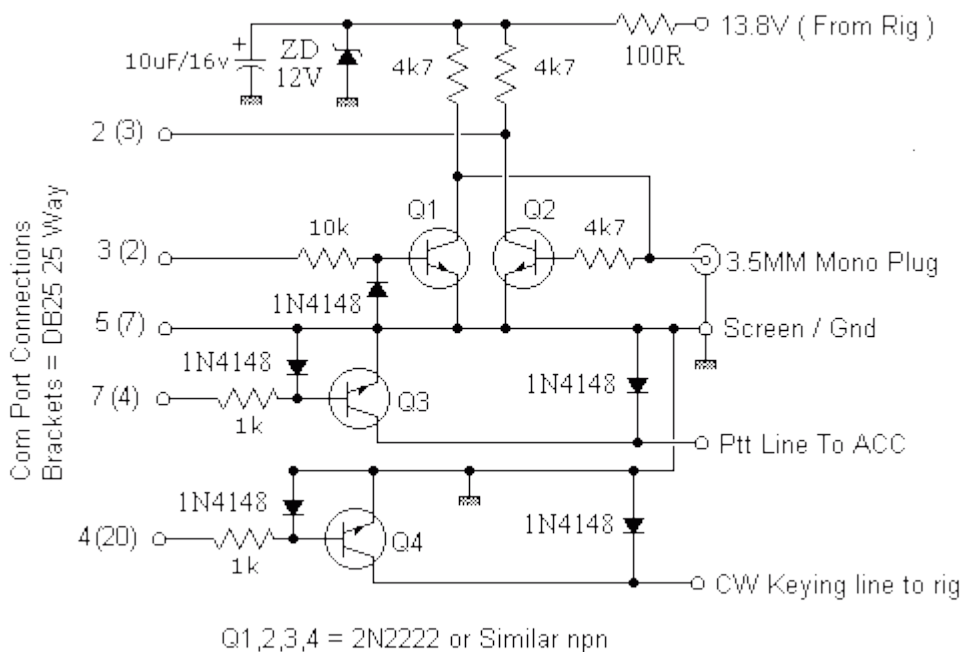 13.8V ( From Rig )
100R
10uF/16v
+
ZD
12V
4k7
4k7
2 (3)
Q1
Q2
10k
4k7
3 (2)
3.5MM Mono Plug
1N4148
5 (7)
Screen / Gnd
1N4148
1N4148
7 (4)
Q3
1k
Ptt Line To ACC
1N4148
1N4148
4 (20)
Q4
1k
CW Keying line to rig
Com Port Connections
Brackets = DB25 25 Way
Q1,2,3,4 = 2N2222 or Similar npn